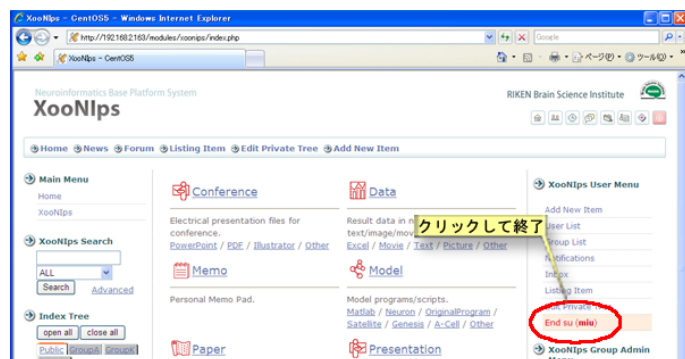 XooNIps - CentOS5 - Windows Internet Explorer
http://192.168.2.163/modules/xoonips/index.php
Google
XooNIps - CentOS5
ページ(P)
ツール(O)
Neuroinformatics Base Platform System
XooNIps
RIKEN Brain Science Institute
Home News Forum Listing Item Edit Private Tree Add New Item
Main Menu
Home
XooNIps
XooNIps Search
ALL
Search Advanced
Index Tree
open all close all
Public GroupA GroupK
Conference
Electrical presentation files for
conference.
PowerPoint / PDF / Illustrator / Other
Memo
Personal Memo Pad.
Paper
Data
Result data in
text/image/mov
Excel / Movie / Text / Picture / Other
Model
Model programs/scripts.
Matlab / Neuron / OriginalProgram /
Satellite / Genesis / A-Cell / Other
Presentation
クリックして終了
XooNIps User Menu
Add New Item
User List
Group List
Notifications
Inbox
Listing Item
Edit Private Tree
End su (miu)
XooNIps Group Admin
Menu